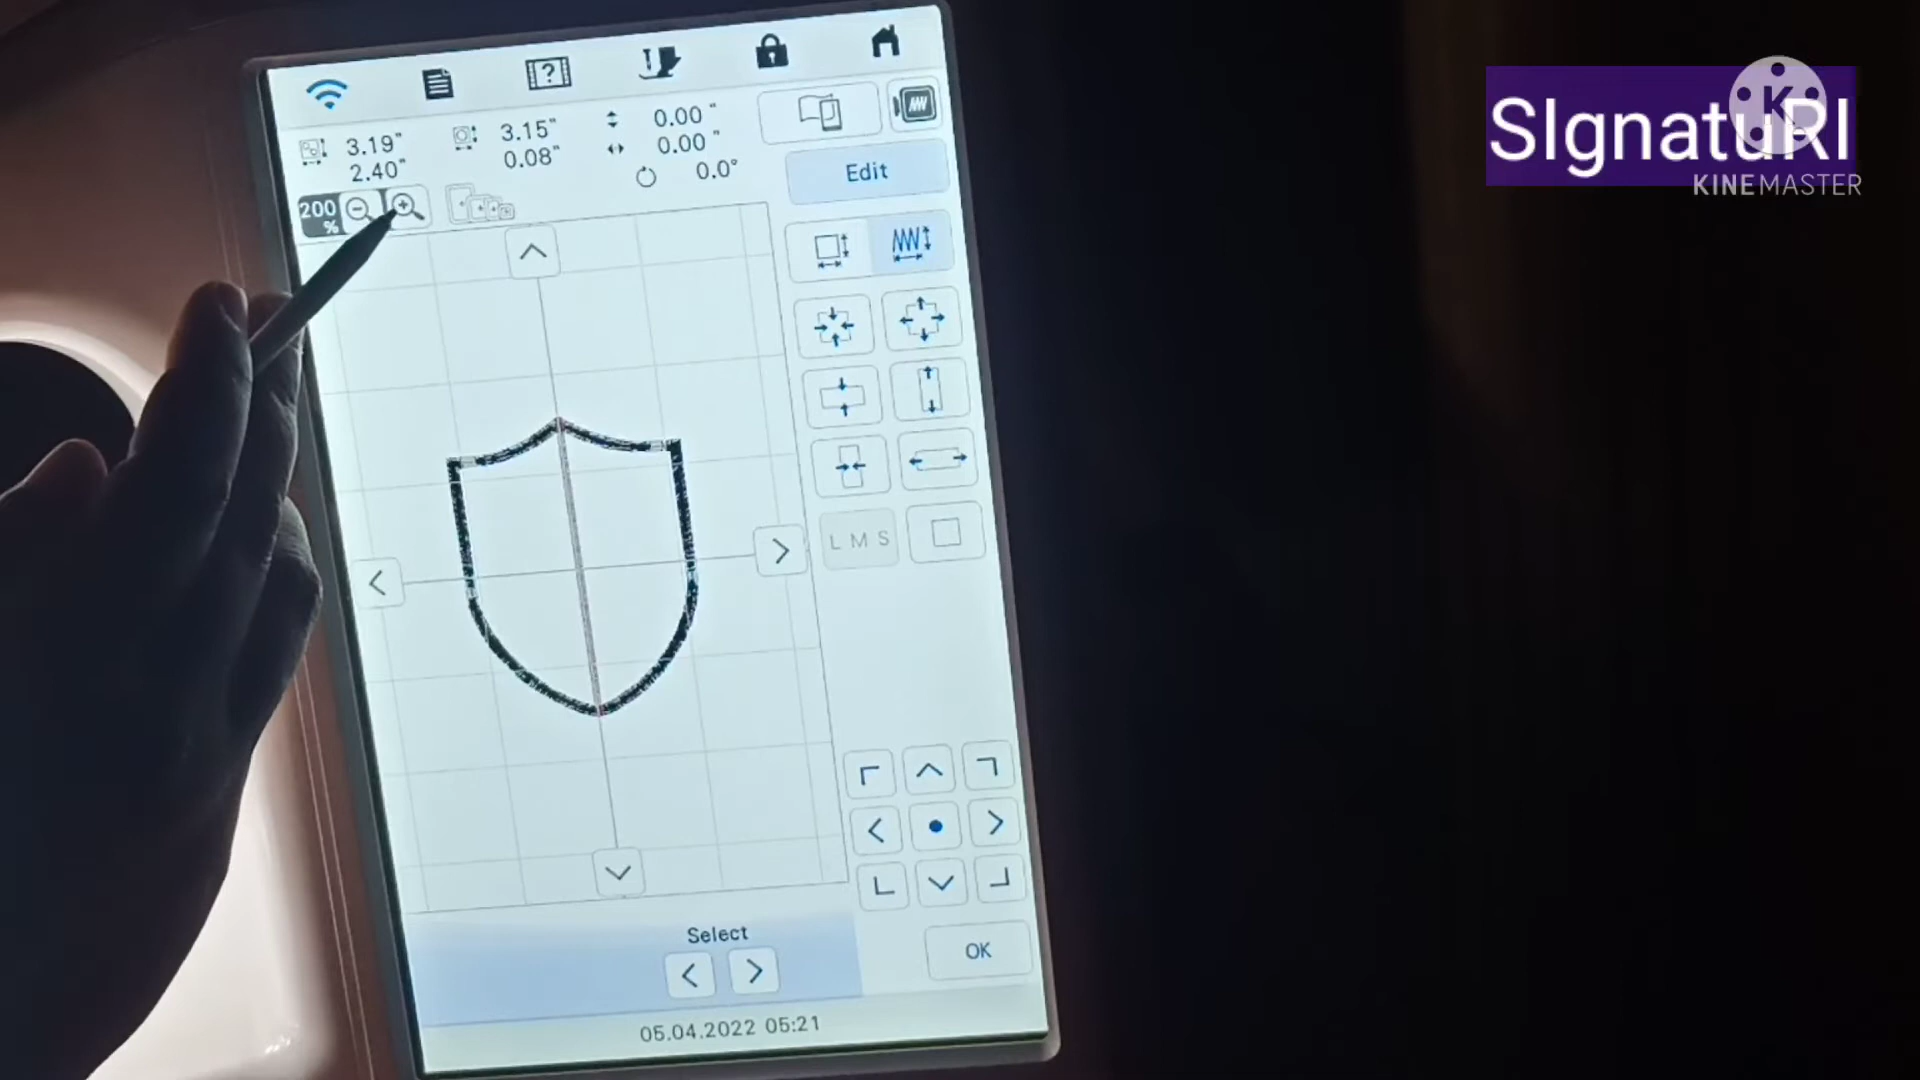 SIgnatuRI
K
KINEMASTER
?
3.19" 3.15" 0.00 "
2.40" 0.08" 0.00 "
0.0°
Edit
200
%
L M S
Select
OK
05.04.2022 05:21